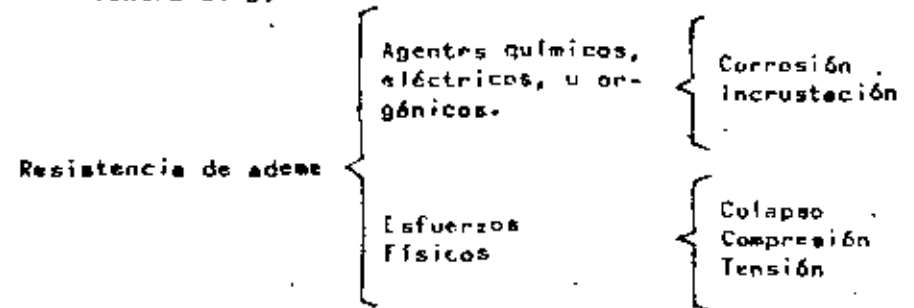 Agentes químicos,
eléctricos, u or-
gánicos.
Corrosión
Incrustación
Resistencia de ademe
Esfuerzos
Físicos
Colapso
Compresión
Tensión